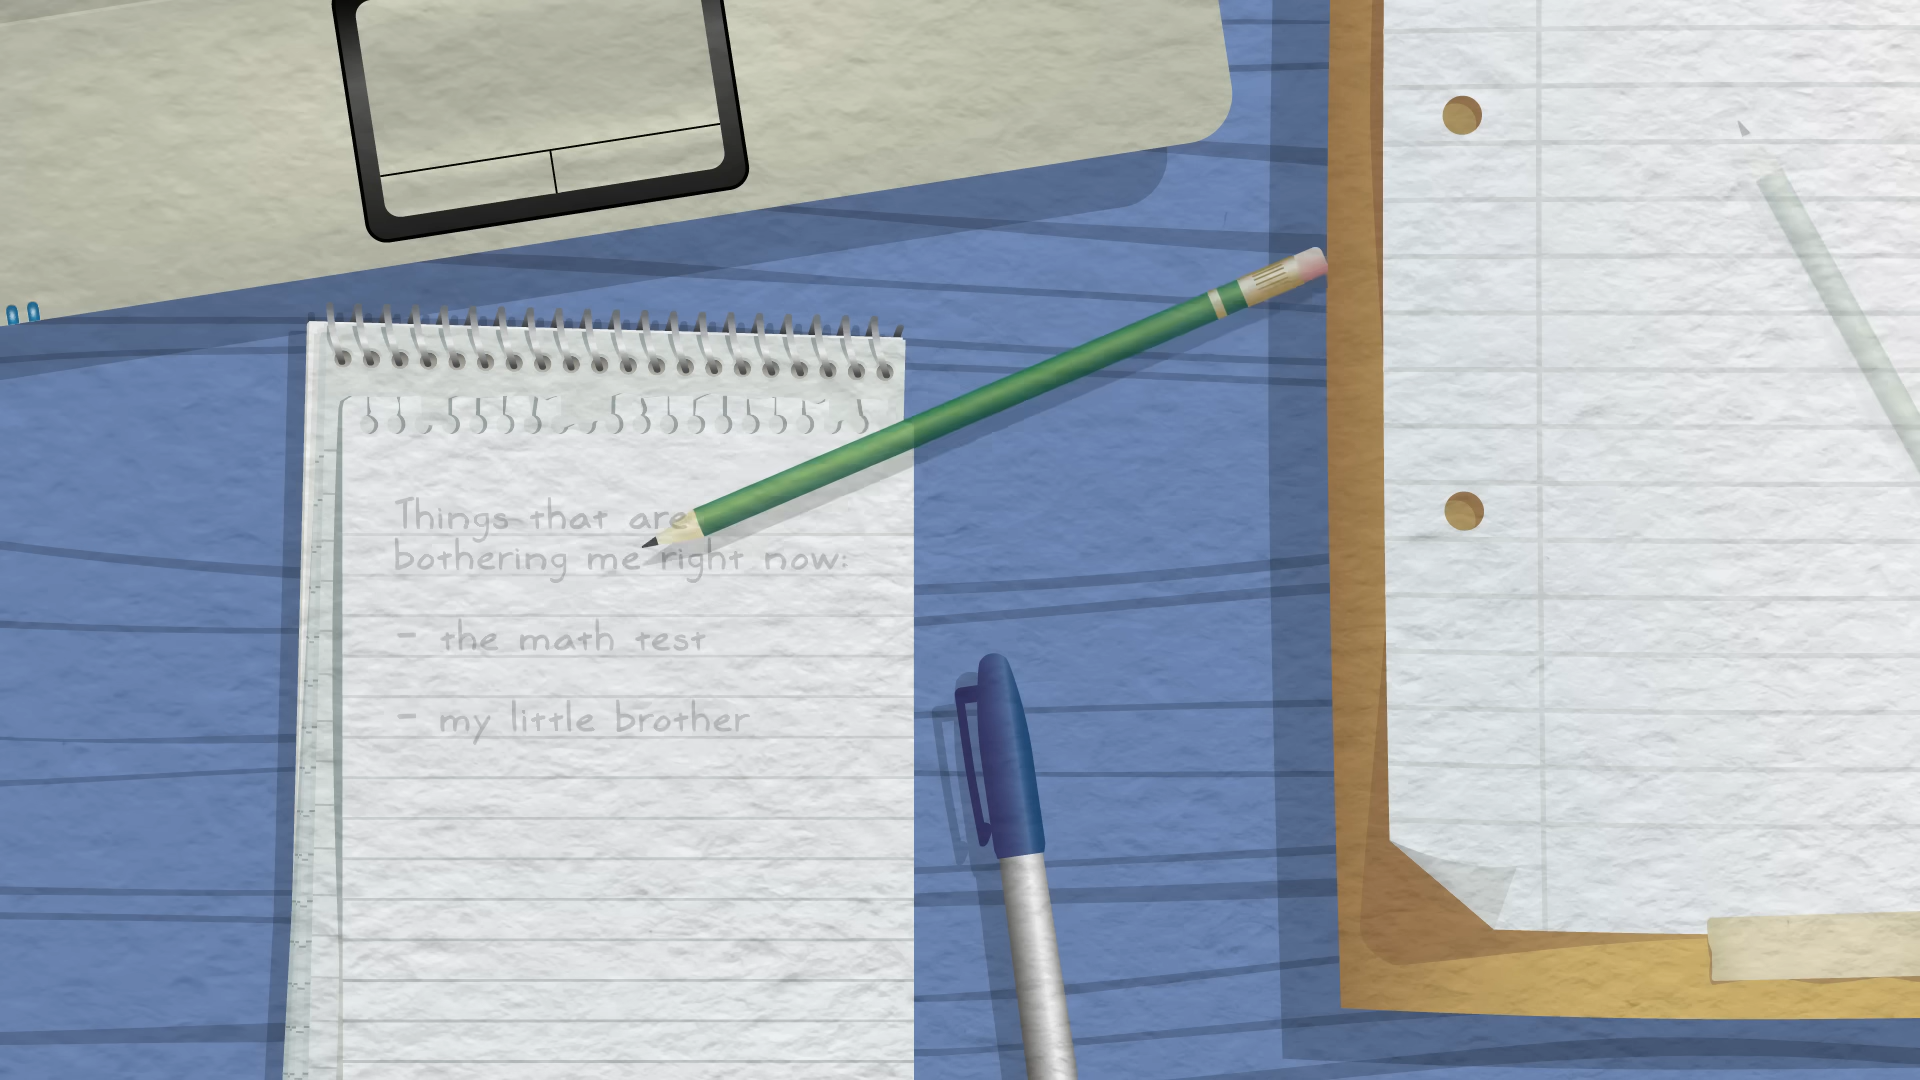 Things that are
bothering me right now:
- the math test
- my little brother